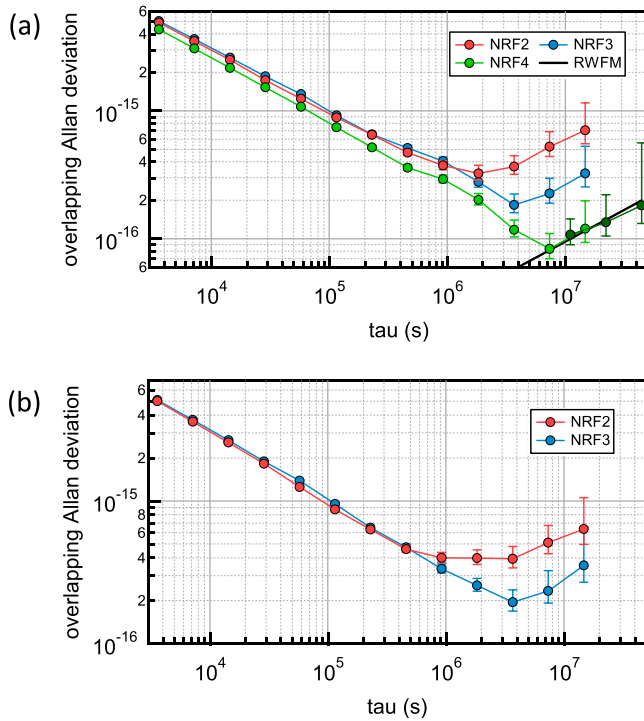 (a)
overlapping Allan deviation
6
4
2
10⁻¹⁵
8
6
4
2
10⁻¹⁶
8
6
NRF2 NRF3
NRF4 RWFM
10⁴ 10⁵ 10⁶ 10⁷
tau (s)
(b)
overlapping Allan deviation
6
4
2
10⁻¹⁵
8
6
4
2
10⁻¹⁶
NRF2
NRF3
10⁴ 10⁵ 10⁶ 10⁷
tau (s)